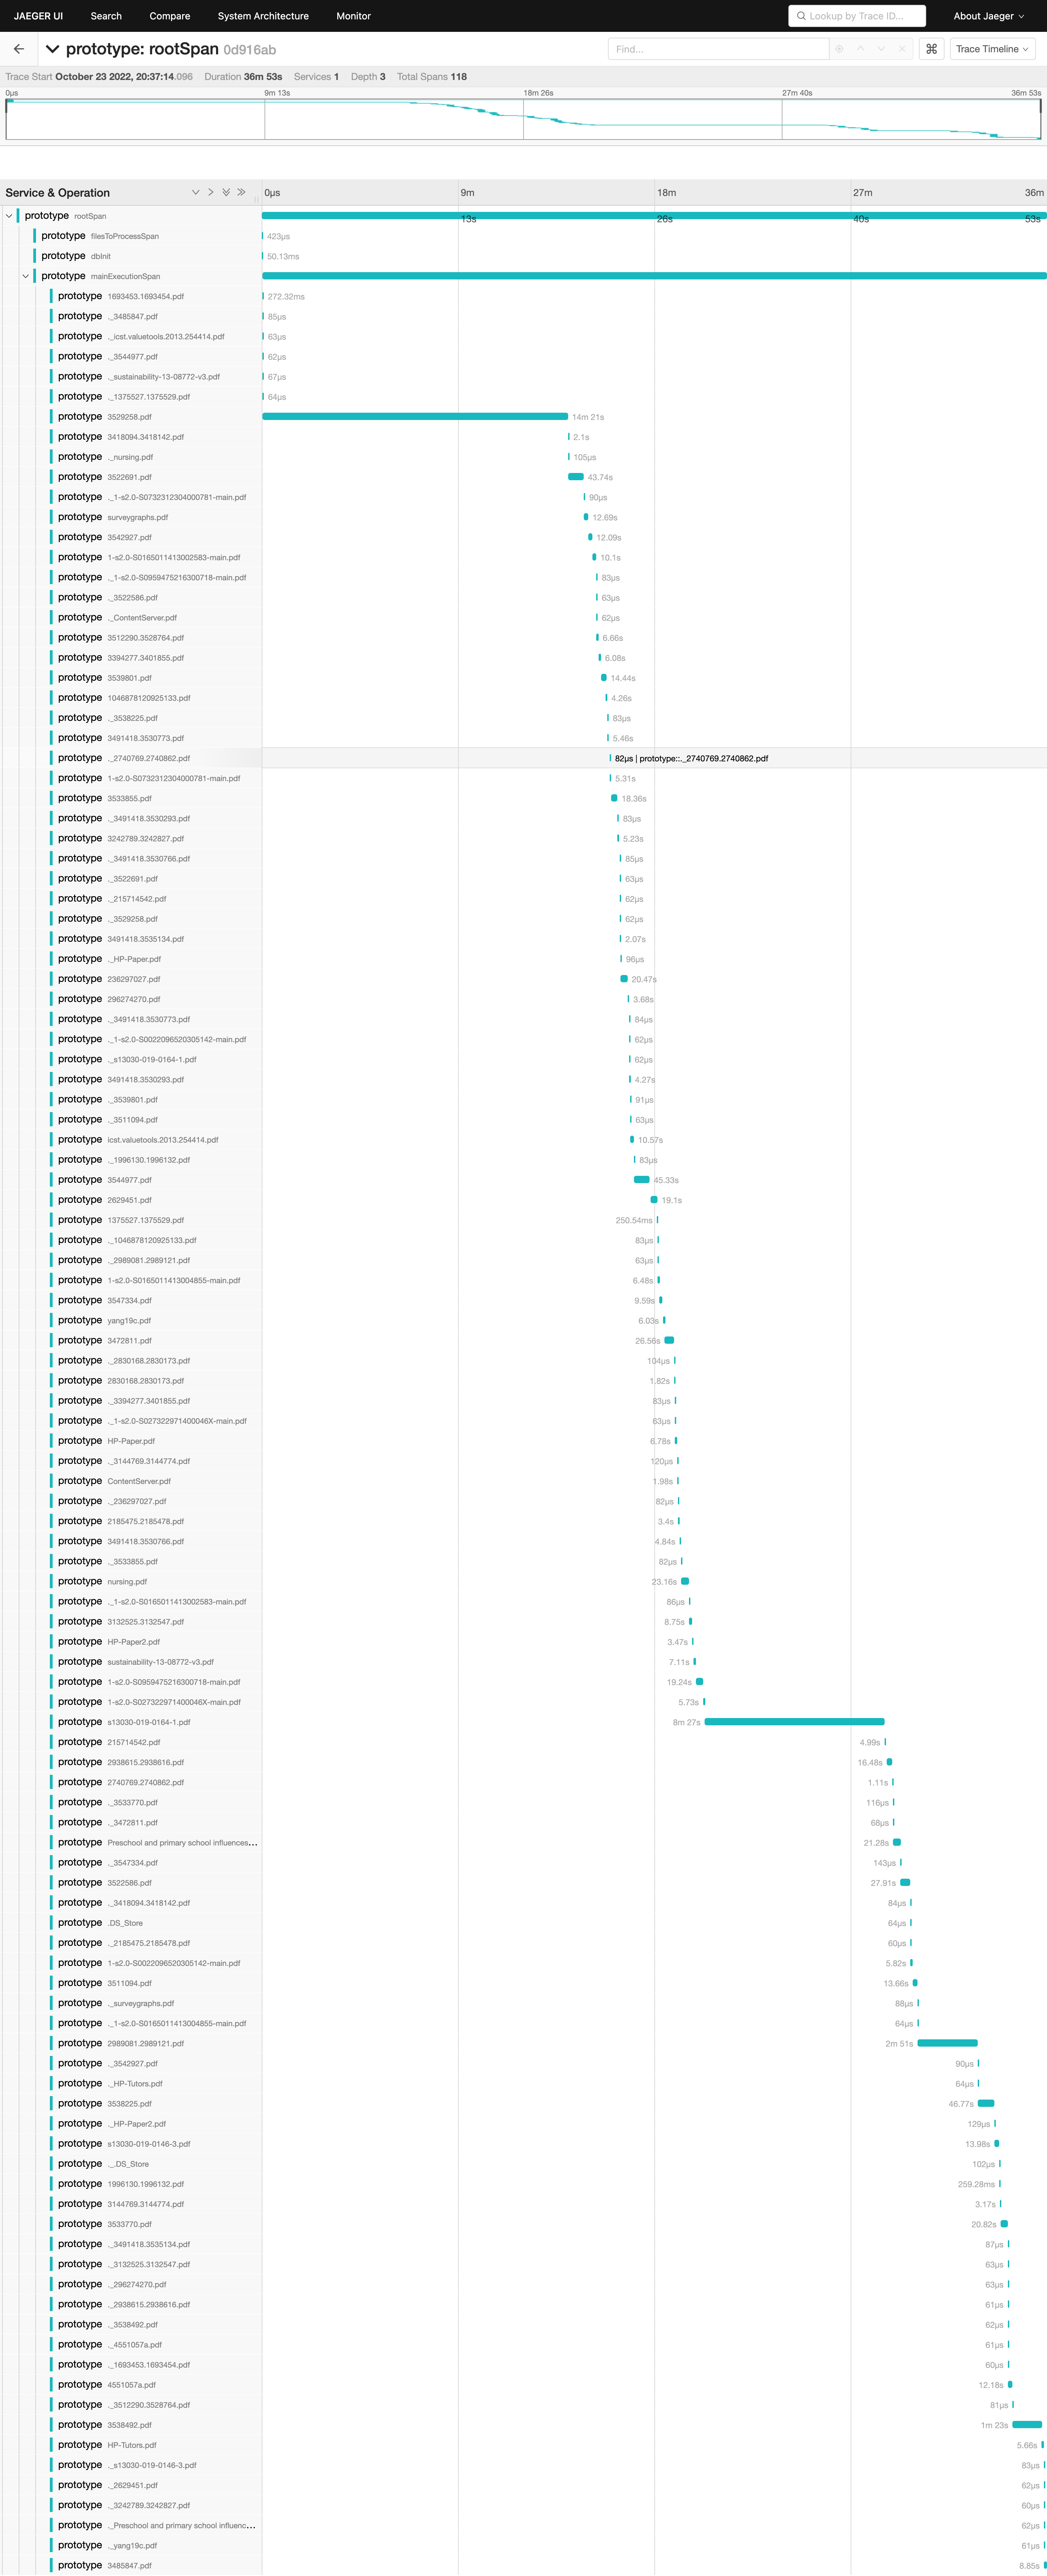 JAEGER UI Search Compare System Architecture Monitor Lookup by Trace ID... About Jaeger
prototype: rootSpan 0d916ab Find... ⌘ Trace Timeline
Trace Start October 23 2022, 20:37:14.096 Duration 36m 53s Services 1 Depth 3 Total Spans 118
0μs 9m 13s 18m 26s 27m 40s 36m 53s
Service & Operation 0μs 9m 18m 27m 36m
13s 26s 40s 53s
prototype rootSpan
prototype filesToProcessSpan 423μs
prototype dbInit 50.13ms
prototype mainExecutionSpan
prototype 1693453.1693454.pdf 272.32ms
prototype ._3485847.pdf 85μs
prototype ._icst.valuetools.2013.254414.pdf 63μs
prototype ._3544977.pdf 62μs
prototype ._sustainability-13-08772-v3.pdf 67μs
prototype ._1375527.1375529.pdf 64μs
prototype 3529258.pdf 14m 21s
prototype 3418094.3418142.pdf 2.1s
prototype ._nursing.pdf 105μs
prototype 3522691.pdf 43.74s
prototype ._1-s2.0-S0732312304000781-main.pdf 90μs
prototype surveygraphs.pdf 12.69s
prototype 3542927.pdf 12.09s
prototype 1-s2.0-S0165011413002583-main.pdf 10.1s
prototype ._1-s2.0-S0959475216300718-main.pdf 83μs
prototype ._3522586.pdf 63μs
prototype ._ContentServer.pdf 62μs
prototype 3512290.3528764.pdf 6.66s
prototype 3394277.3401855.pdf 6.08s
prototype 3539801.pdf 14.44s
prototype 1046878120925133.pdf 4.26s
prototype ._3538225.pdf 83μs
prototype 3491418.3530773.pdf 5.46s
prototype ._2740769.2740862.pdf 82μs | prototype::._2740769.2740862.pdf
prototype 1-s2.0-S0732312304000781-main.pdf 5.31s
prototype 3533855.pdf 18.36s
prototype ._3491418.3530293.pdf 83μs
prototype 3242789.3242827.pdf 5.23s
prototype ._3491418.3530766.pdf 85μs
prototype ._3522691.pdf 63μs
prototype ._215714542.pdf 62μs
prototype ._3529258.pdf 62μs
prototype 3491418.3535134.pdf 2.07s
prototype ._HP-Paper.pdf 96μs
prototype 236297027.pdf 20.47s
prototype 296274270.pdf 3.68s
prototype ._3491418.3530773.pdf 84μs
prototype ._1-s2.0-S0022096520305142-main.pdf 62μs
prototype ._s13030-019-0164-1.pdf 62μs
prototype 3491418.3530293.pdf 4.27s
prototype ._3539801.pdf 91μs
prototype ._3511094.pdf 63μs
prototype icst.valuetools.2013.254414.pdf 10.57s
prototype ._1996130.1996132.pdf 83μs
prototype 3544977.pdf 45.33s
prototype 2629451.pdf 19.1s
prototype 1375527.1375529.pdf 250.54ms
prototype ._1046878120925133.pdf 83μs
prototype ._2989081.2989121.pdf 63μs
prototype 1-s2.0-S0165011413004855-main.pdf 6.48s
prototype 3547334.pdf 9.59s
prototype yang19c.pdf 6.03s
prototype 3472811.pdf 26.56s
prototype ._2830168.2830173.pdf 104μs
prototype 2830168.2830173.pdf 1.82s
prototype ._3394277.3401855.pdf 83μs
prototype ._1-s2.0-S027322971400046X-main.pdf 63μs
prototype HP-Paper.pdf 6.78s
prototype ._3144769.3144774.pdf 120μs
prototype ContentServer.pdf 1.98s
prototype ._236297027.pdf 82μs
prototype 2185475.2185478.pdf 3.4s
prototype 3491418.3530766.pdf 4.84s
prototype ._3533855.pdf 82μs
prototype nursing.pdf 23.16s
prototype ._1-s2.0-S0165011413002583-main.pdf 86μs
prototype 3132525.3132547.pdf 8.75s
prototype HP-Paper2.pdf 3.47s
prototype sustainability-13-08772-v3.pdf 7.11s
prototype 1-s2.0-S0959475216300718-main.pdf 19.24s
prototype 1-s2.0-S027322971400046X-main.pdf 5.73s
prototype s13030-019-0164-1.pdf 8m 27s
prototype 215714542.pdf 4.99s
prototype 2938615.2938616.pdf 16.48s
prototype 2740769.2740862.pdf 1.11s
prototype ._3533770.pdf 116μs
prototype ._3472811.pdf 68μs
prototype Preschool and primary school influences... 21.28s
prototype ._3547334.pdf 143μs
prototype 3522586.pdf 27.91s
prototype ._3418094.3418142.pdf 84μs
prototype .DS_Store 64μs
prototype ._2185475.2185478.pdf 60μs
prototype 1-s2.0-S0022096520305142-main.pdf 5.82s
prototype 3511094.pdf 13.66s
prototype ._surveygraphs.pdf 88μs
prototype ._1-s2.0-S0165011413004855-main.pdf 64μs
prototype 2989081.2989121.pdf 2m 51s
prototype ._3542927.pdf 90μs
prototype ._HP-Tutors.pdf 64μs
prototype 3538225.pdf 46.77s
prototype ._HP-Paper2.pdf 129μs
prototype s13030-019-0146-3.pdf 13.98s
prototype ._.DS_Store 102μs
prototype 1996130.1996132.pdf 259.28ms
prototype 3144769.3144774.pdf 3.17s
prototype 3533770.pdf 20.82s
prototype ._3491418.3535134.pdf 87μs
prototype ._3132525.3132547.pdf 63μs
prototype ._296274270.pdf 63μs
prototype ._2938615.2938616.pdf 61μs
prototype ._3538492.pdf 62μs
prototype ._4551057a.pdf 61μs
prototype ._1693453.1693454.pdf 60μs
prototype 4551057a.pdf 12.18s
prototype ._3512290.3528764.pdf 81μs
prototype 3538492.pdf 1m 23s
prototype HP-Tutors.pdf 5.66s
prototype ._s13030-019-0146-3.pdf 83μs
prototype ._2629451.pdf 62μs
prototype ._3242789.3242827.pdf 60μs
prototype ._Preschool and primary school influenc... 62μs
prototype ._yang19c.pdf 61μs
prototype 3485847.pdf 8.85s